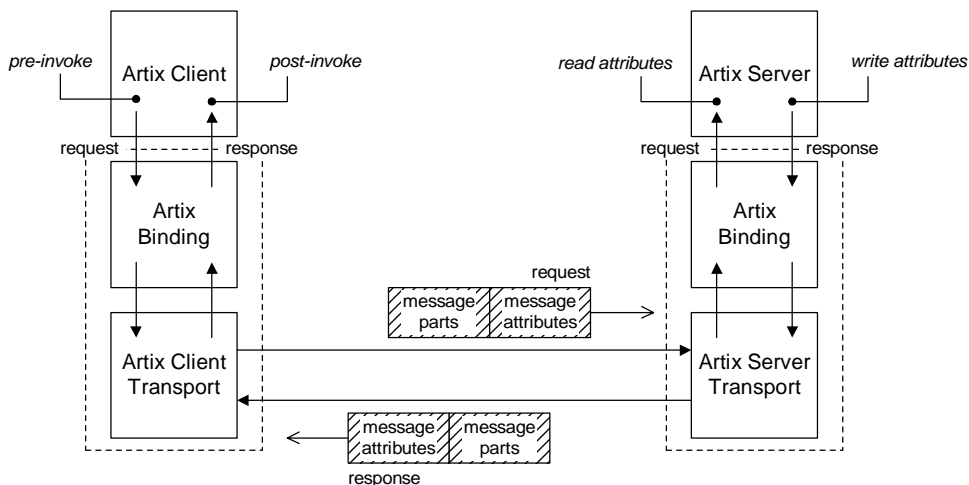 pre-invoke
Artix Client
post-invoke
read attributes
Artix Server
write attributes
request
response
request
response
Artix
Binding
Artix
Binding
request
message
parts
message
attributes
Artix Client
Transport
Artix Server
Transport
message
attributes
message
parts
response